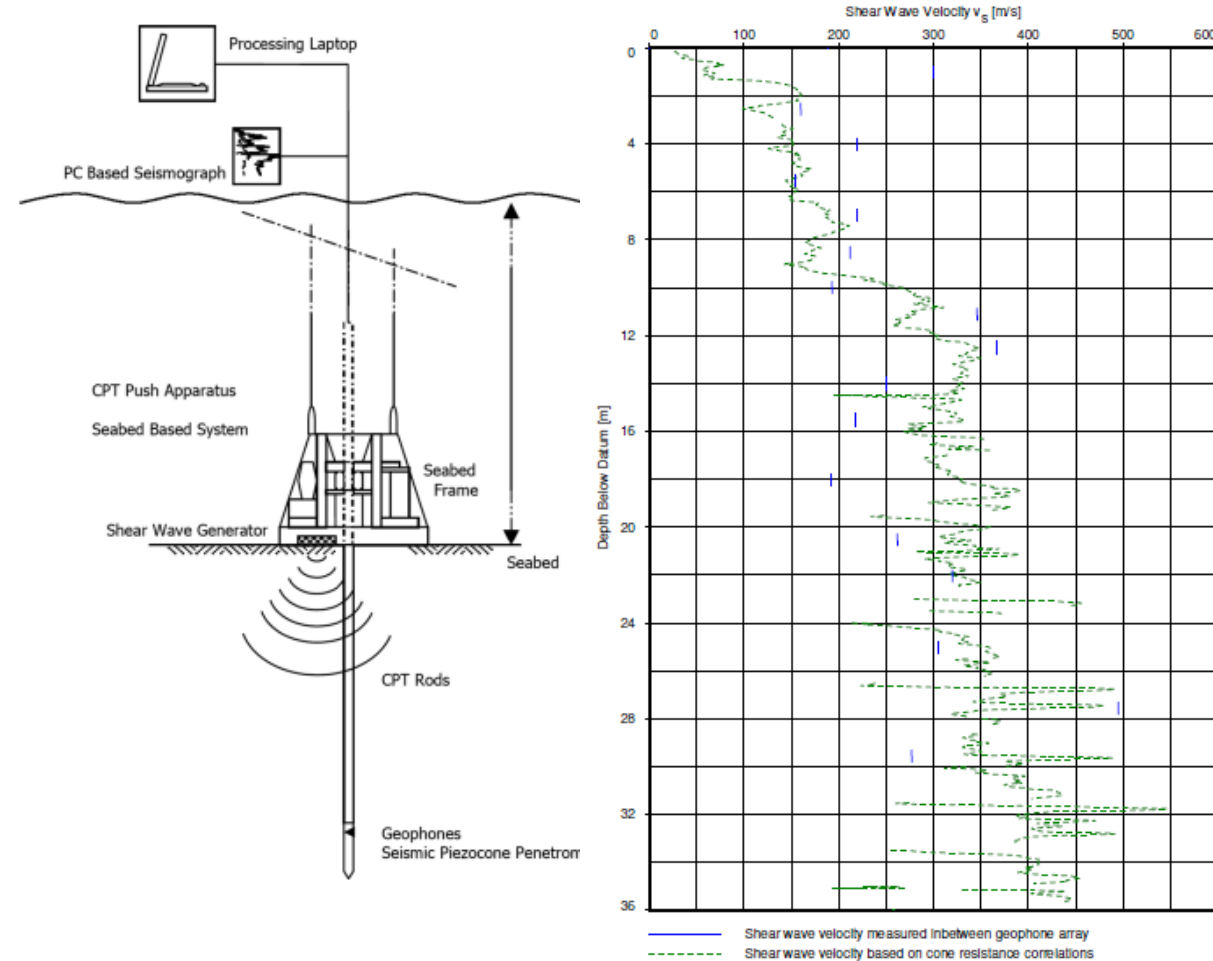 Processing Laptop
PC Based Seismograph
CPT Push Apparatus
Seabed Based System
Seabed
Frame
Shear Wave Generator
Seabed
CPT Rods
Geophones
Seismic Piezocone Penetrom
Shear Wave Velocity vS [m/s]
0 100 200 300 400 500 600
Depth Below Datum [m]
0
4
8
12
16
20
24
28
32
36
Shear wave velocity measured inbetween geophone array
Shear wave velocity based on cone resistance correlations